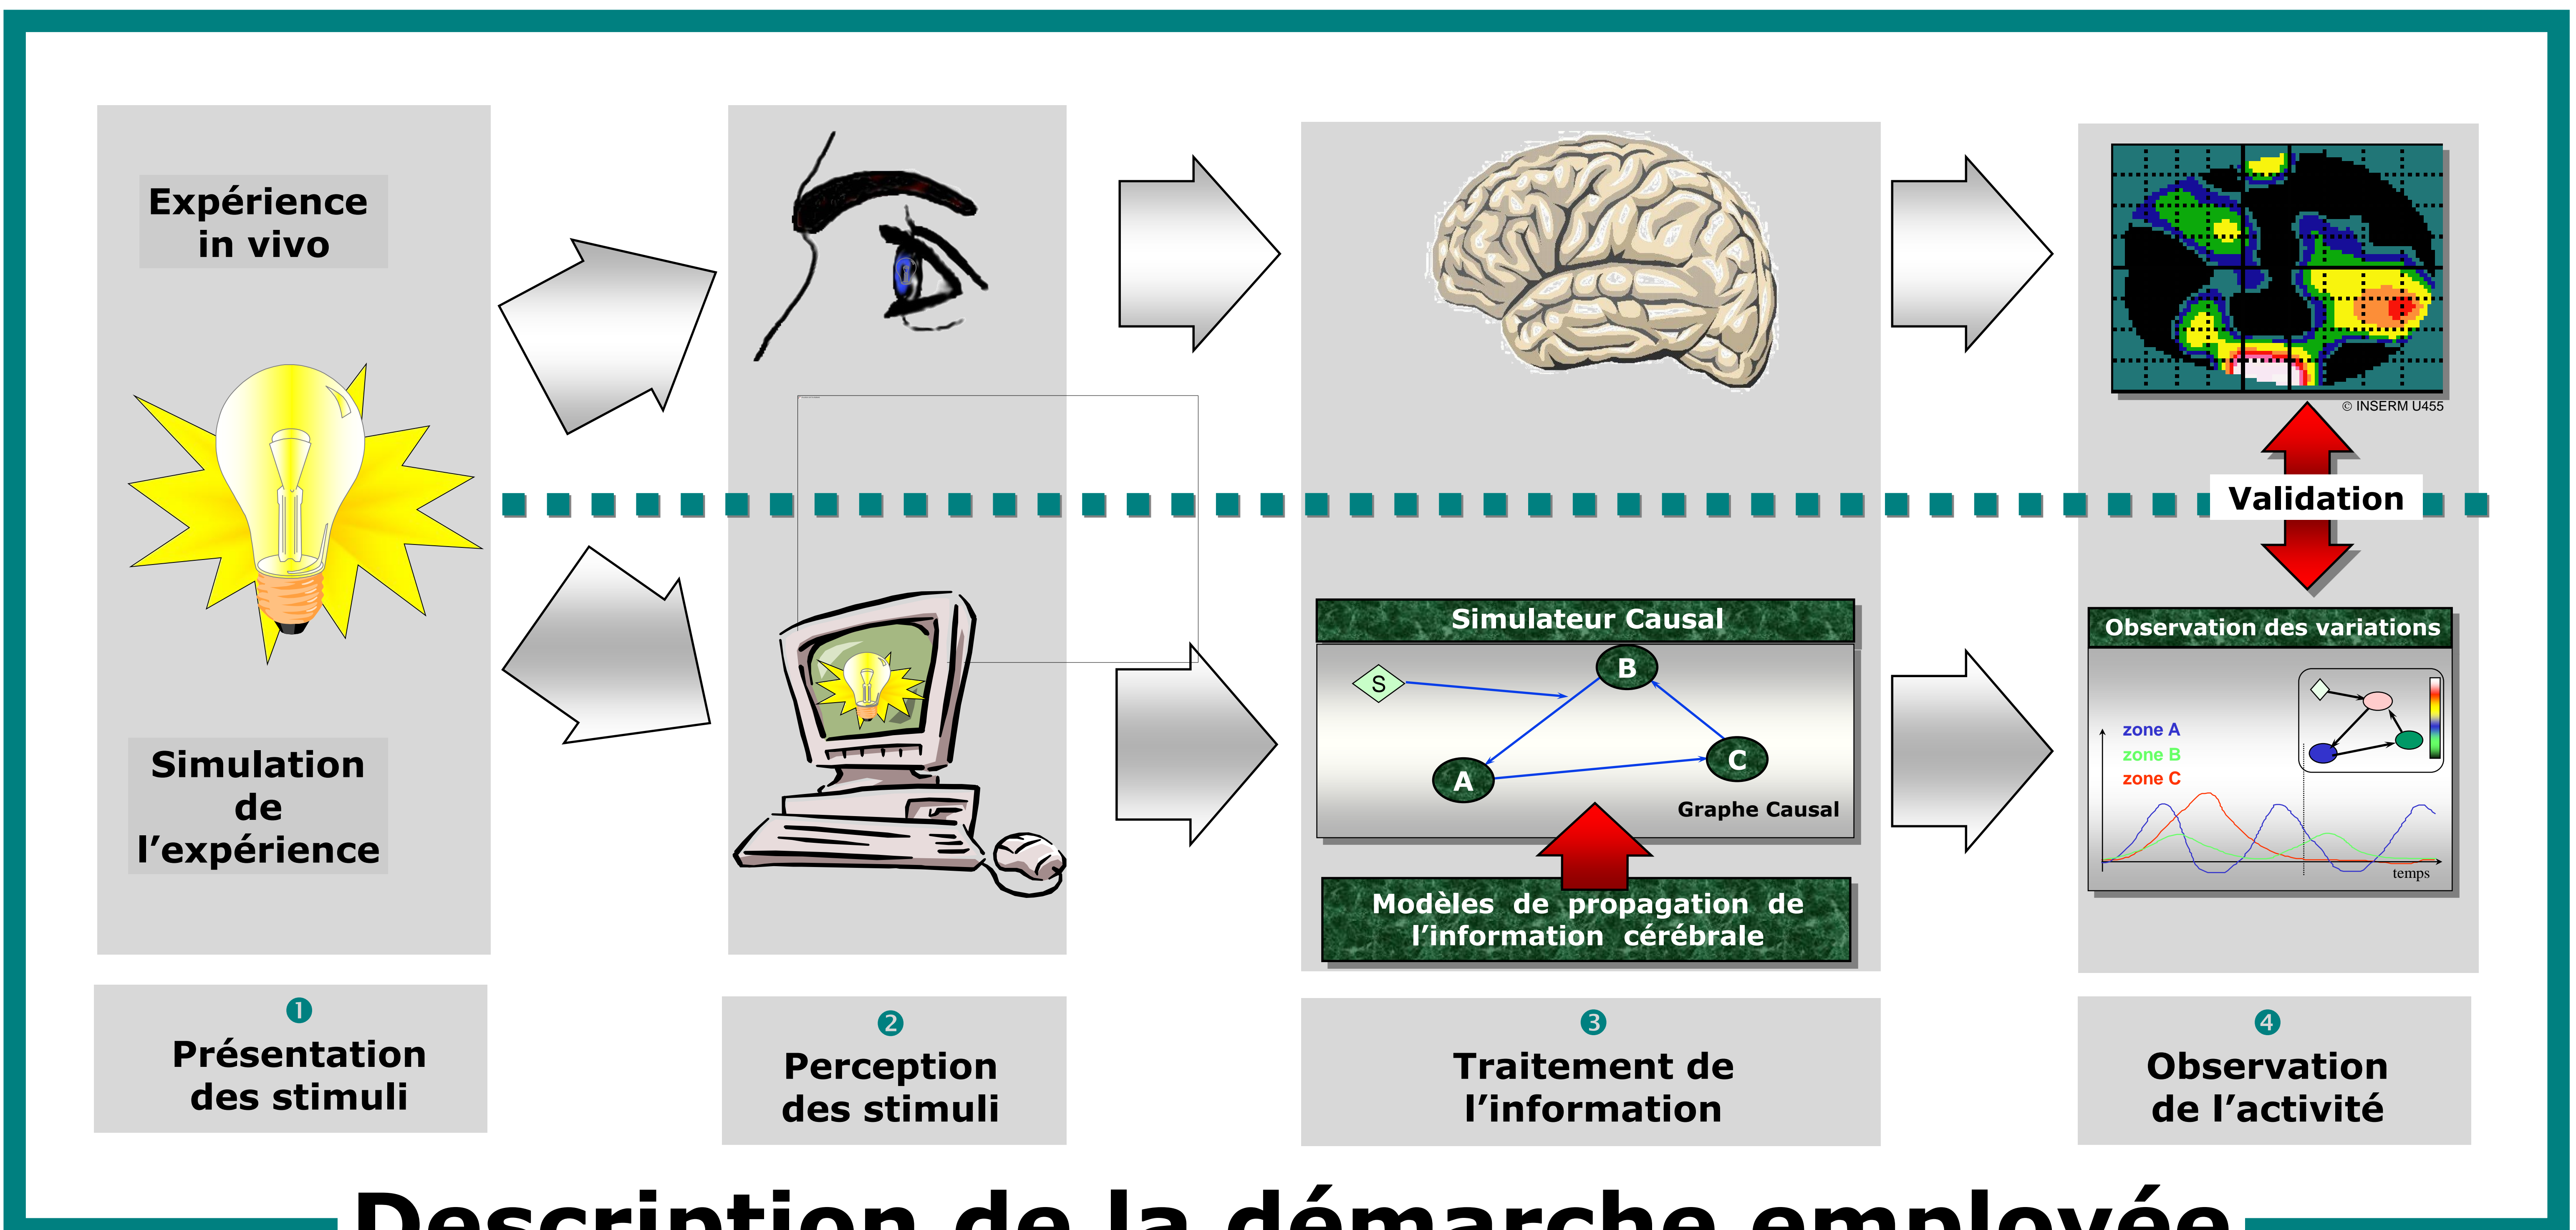 Expérience
in vivo
© INSERM U455
Validation
Simulation
de
l’expérience
Simulateur Causal
S
B
A
C
Graphe Causal
Modèles de propagation de
l’information cérébrale
Observation des variations
zone A
zone B
zone C
temps
❶
Présentation
des stimuli
❷
Perception
des stimuli
❸
Traitement de
l’information
❹
Observation
de l’activité
Description de la démarche employée